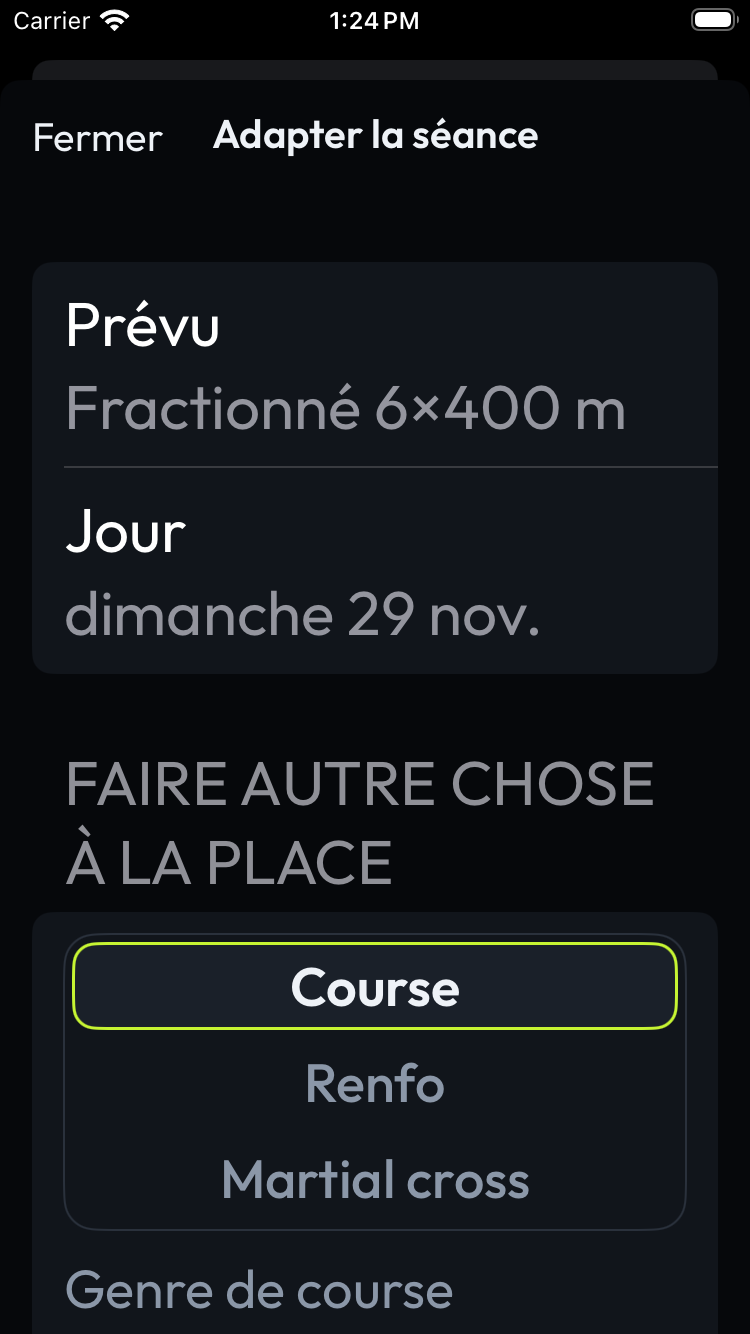 Carrier 1:24 PM
Fermer Adapter la séance
Prévu
Fractionné 6×400 m
Jour
dimanche 29 nov.
FAIRE AUTRE CHOSE
À LA PLACE
Course
Renfo
Martial cross
Genre de course